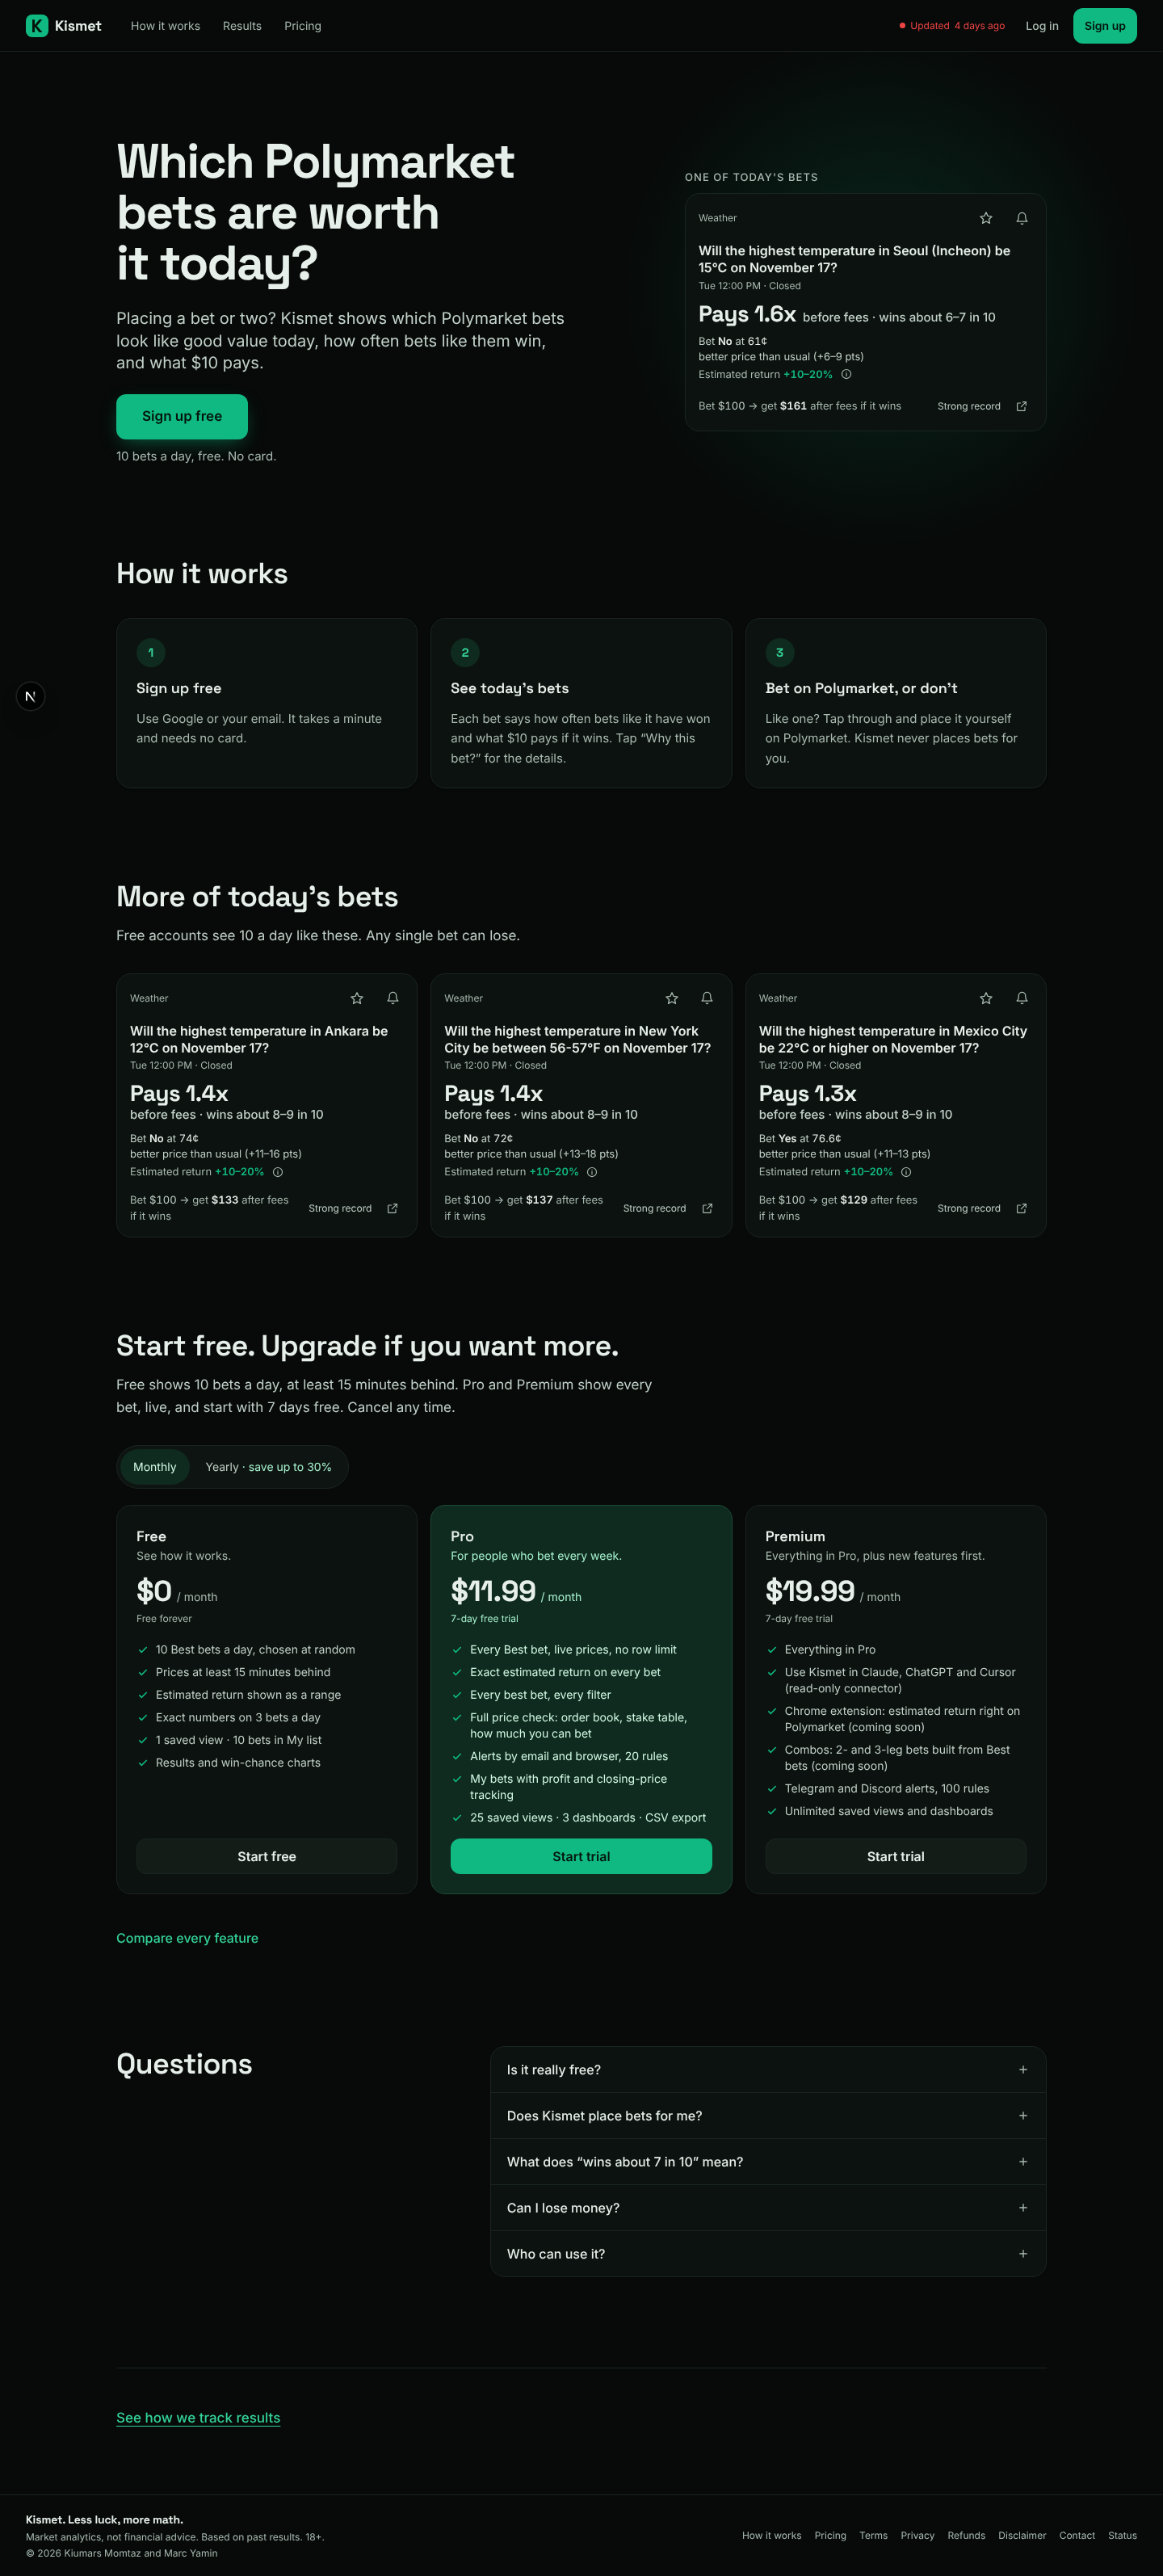 Kismet
How it works
Results
Pricing
Updated 4 days ago
Log in
Sign up
Which Polymarket
bets are worth
it today?
Placing a bet or two? Kismet shows which Polymarket bets
look like good value today, how often bets like them win,
and what $10 pays.
Sign up free
10 bets a day, free. No card.
ONE OF TODAY'S BETS
Weather
Will the highest temperature in Seoul (Incheon) be
15°C on November 17?
Tue 12:00 PM · Closed
Pays 1.6x before fees · wins about 6–7 in 10
Bet No at 61¢
better price than usual (+6–9 pts)
Estimated return +10–20%
Bet $100 → get $161 after fees if it wins
Strong record
How it works
1
Sign up free
Use Google or your email. It takes a minute
and needs no card.
2
See today's bets
Each bet says how often bets like it have won
and what $10 pays if it wins. Tap “Why this
bet?” for the details.
3
Bet on Polymarket, or don't
Like one? Tap through and place it yourself
on Polymarket. Kismet never places bets for
you.
N
More of today's bets
Free accounts see 10 a day like these. Any single bet can lose.
Weather
Will the highest temperature in Ankara be
12°C on November 17?
Tue 12:00 PM · Closed
Pays 1.4x
before fees · wins about 8–9 in 10
Bet No at 74¢
better price than usual (+11–16 pts)
Estimated return +10–20%
Bet $100 → get $133 after fees
if it wins
Strong record
Weather
Will the highest temperature in New York
City be between 56-57°F on November 17?
Tue 12:00 PM · Closed
Pays 1.4x
before fees · wins about 8–9 in 10
Bet No at 72¢
better price than usual (+13–18 pts)
Estimated return +10–20%
Bet $100 → get $137 after fees
if it wins
Strong record
Weather
Will the highest temperature in Mexico City
be 22°C or higher on November 17?
Tue 12:00 PM · Closed
Pays 1.3x
before fees · wins about 8–9 in 10
Bet Yes at 76.6¢
better price than usual (+11–13 pts)
Estimated return +10–20%
Bet $100 → get $129 after fees
if it wins
Strong record
Start free. Upgrade if you want more.
Free shows 10 bets a day, at least 15 minutes behind. Pro and Premium show every
bet, live, and start with 7 days free. Cancel any time.
Monthly
Yearly · save up to 30%
Free
See how it works.
$0 / month
Free forever
10 Best bets a day, chosen at random
Prices at least 15 minutes behind
Estimated return shown as a range
Exact numbers on 3 bets a day
1 saved view · 10 bets in My list
Results and win-chance charts
Start free
Pro
For people who bet every week.
$11.99 / month
7-day free trial
Every Best bet, live prices, no row limit
Exact estimated return on every bet
Every best bet, every filter
Full price check: order book, stake table,
how much you can bet
Alerts by email and browser, 20 rules
My bets with profit and closing-price
tracking
25 saved views · 3 dashboards · CSV export
Start trial
Premium
Everything in Pro, plus new features first.
$19.99 / month
7-day free trial
Everything in Pro
Use Kismet in Claude, ChatGPT and Cursor
(read-only connector)
Chrome extension: estimated return right on
Polymarket (coming soon)
Combos: 2- and 3-leg bets built from Best
bets (coming soon)
Telegram and Discord alerts, 100 rules
Unlimited saved views and dashboards
Start trial
Compare every feature
Questions
Is it really free?
Does Kismet place bets for me?
What does “wins about 7 in 10” mean?
Can I lose money?
Who can use it?
See how we track results
Kismet. Less luck, more math.
Market analytics, not financial advice. Based on past results. 18+.
© 2026 Kiumars Momtaz and Marc Yamin
How it works
Pricing
Terms
Privacy
Refunds
Disclaimer
Contact
Status